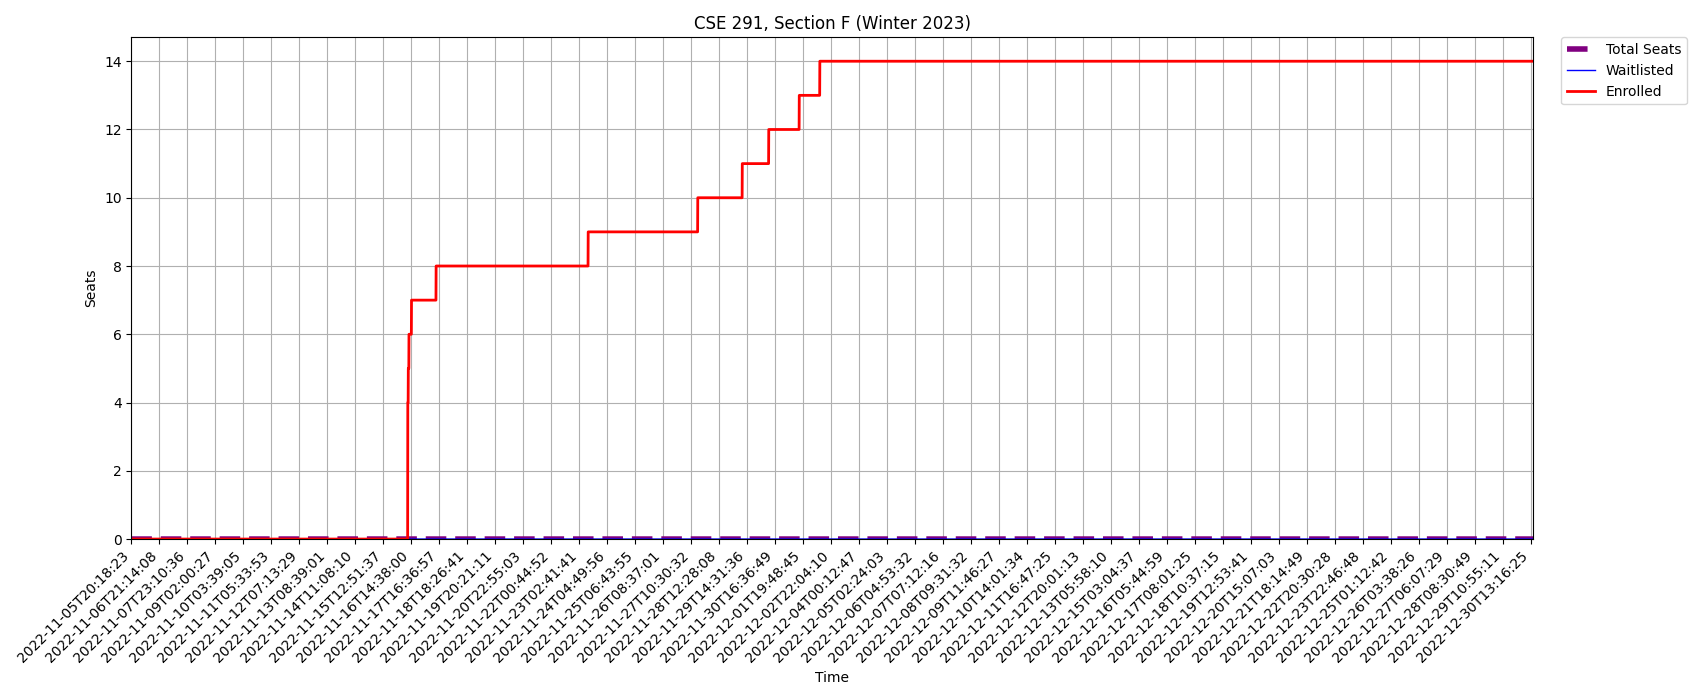 CSE 291, Section F (Winter 2023)
Total Seats
Waitlisted
Enrolled
14
12
10
8
6
4
2
0
Seats
2022-11-05T20:18:23
2022-11-06T21:14:08
2022-11-07T23:10:36
2022-11-09T02:00:27
2022-11-10T03:39:05
2022-11-11T05:33:53
2022-11-12T07:13:29
2022-11-13T08:39:01
2022-11-14T11:08:10
2022-11-15T12:51:37
2022-11-16T14:38:00
2022-11-17T16:36:57
2022-11-18T18:26:41
2022-11-19T20:21:11
2022-11-20T22:55:03
2022-11-22T00:44:52
2022-11-23T02:41:41
2022-11-24T04:49:56
2022-11-25T06:43:55
2022-11-26T08:37:01
2022-11-27T10:30:32
2022-11-28T12:28:08
2022-11-29T14:31:36
2022-11-30T16:36:49
2022-12-01T19:48:45
2022-12-02T22:04:10
2022-12-04T00:12:47
2022-12-05T02:24:03
2022-12-06T04:53:32
2022-12-07T07:12:16
2022-12-08T09:31:32
2022-12-09T11:46:27
2022-12-10T14:01:34
2022-12-11T16:47:25
2022-12-12T20:01:13
2022-12-13T05:58:10
2022-12-15T03:04:37
2022-12-16T05:44:59
2022-12-17T08:01:25
2022-12-18T10:37:15
2022-12-19T12:53:41
2022-12-20T15:07:03
2022-12-21T18:14:49
2022-12-22T20:30:28
2022-12-23T22:46:48
2022-12-25T01:12:42
2022-12-26T03:38:26
2022-12-27T06:07:29
2022-12-28T08:30:49
2022-12-29T10:55:11
2022-12-30T13:16:25
Time